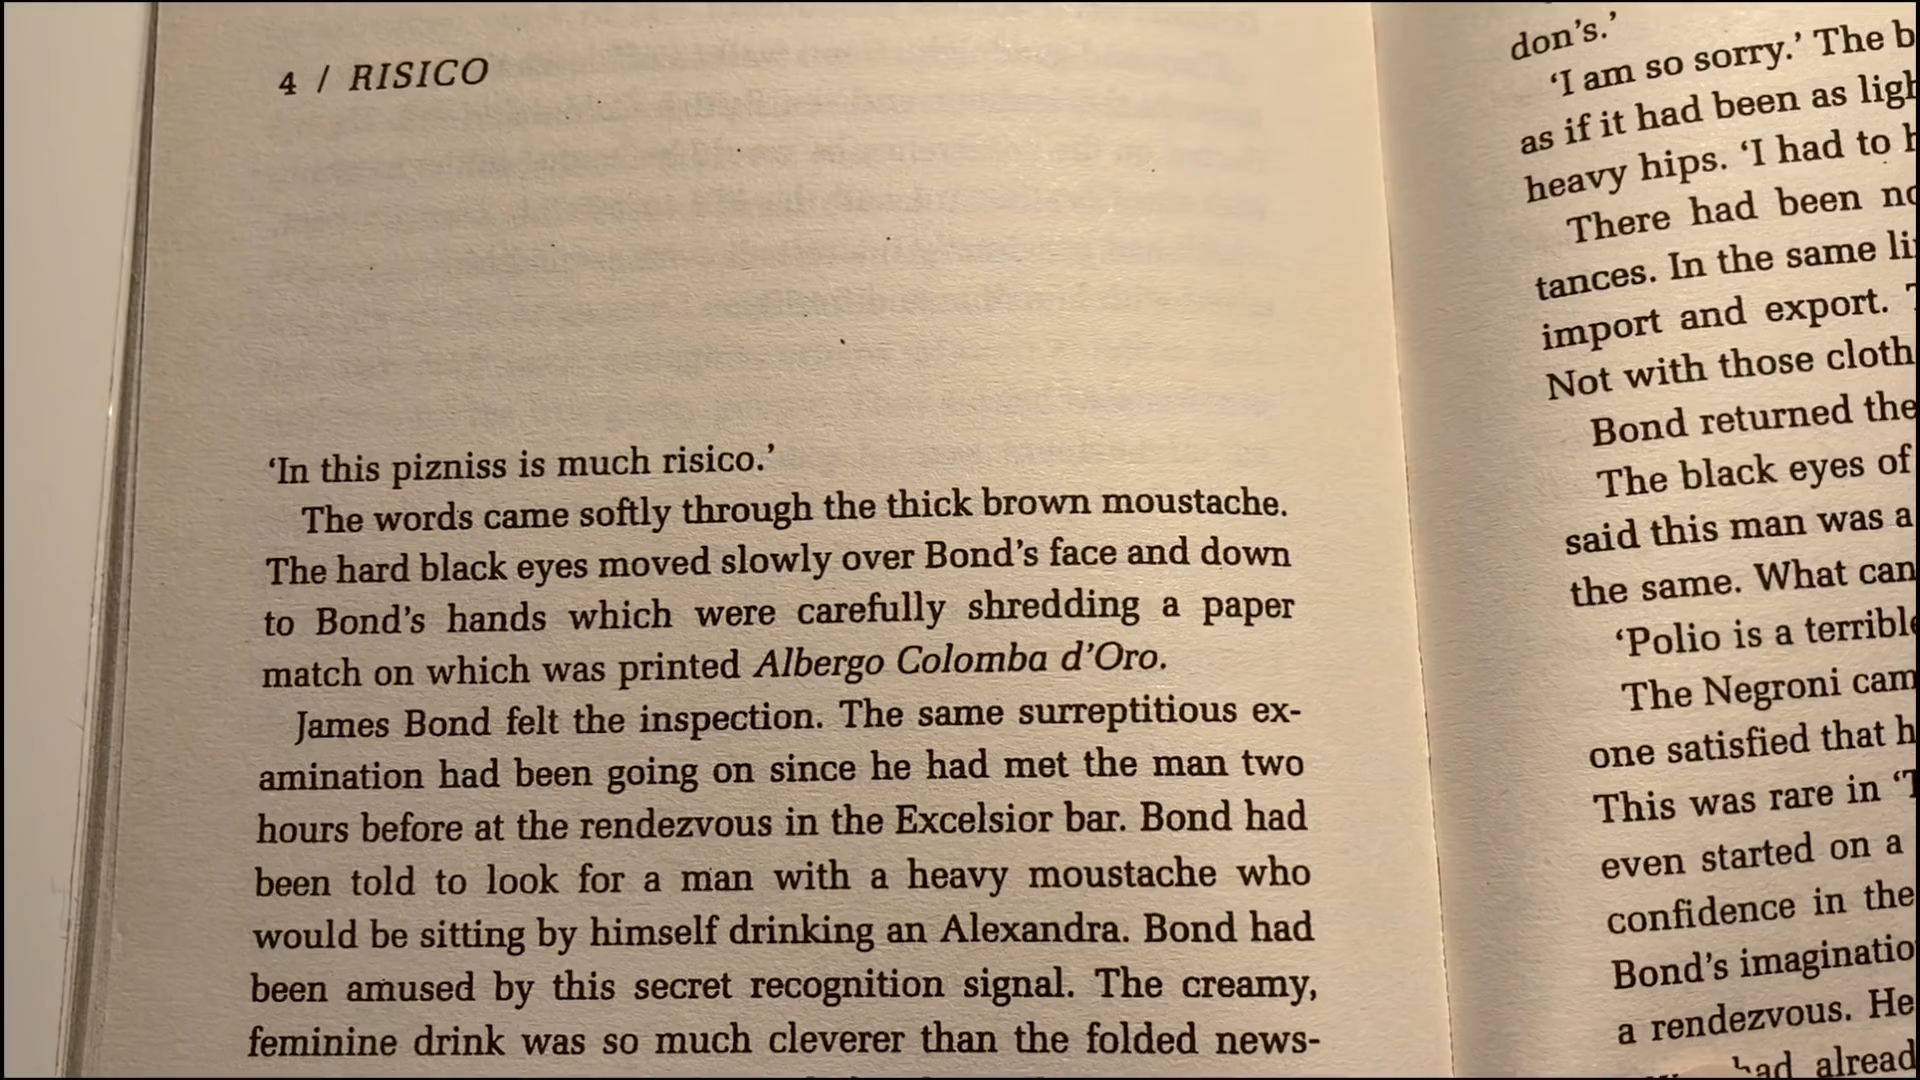 4 / RISICO
‘In this pizniss is much risico.’
The words came softly through the thick brown moustache.
The hard black eyes moved slowly over Bond’s face and down
to Bond’s hands which were carefully shredding a paper
match on which was printed Albergo Colomba d’Oro.
James Bond felt the inspection. The same surreptitious ex-
amination had been going on since he had met the man two
hours before at the rendezvous in the Excelsior bar. Bond had
been told to look for a man with a heavy moustache who
would be sitting by himself drinking an Alexandra. Bond had
been amused by this secret recognition signal. The creamy,
feminine drink was so much cleverer than the folded news-
don’s.’
‘I am so sorry.’ The
as if it had been as
heavy hips. ‘I had to
There had been
tances. In the same
import and export.
Not with those
Bond returned the
The black eyes of
said this man was a
the same. What can
‘Polio is a
The Negroni
one satisfied that
This was rare in
even started on a
confidence in the
Bond’s
a rendezvous. He
had